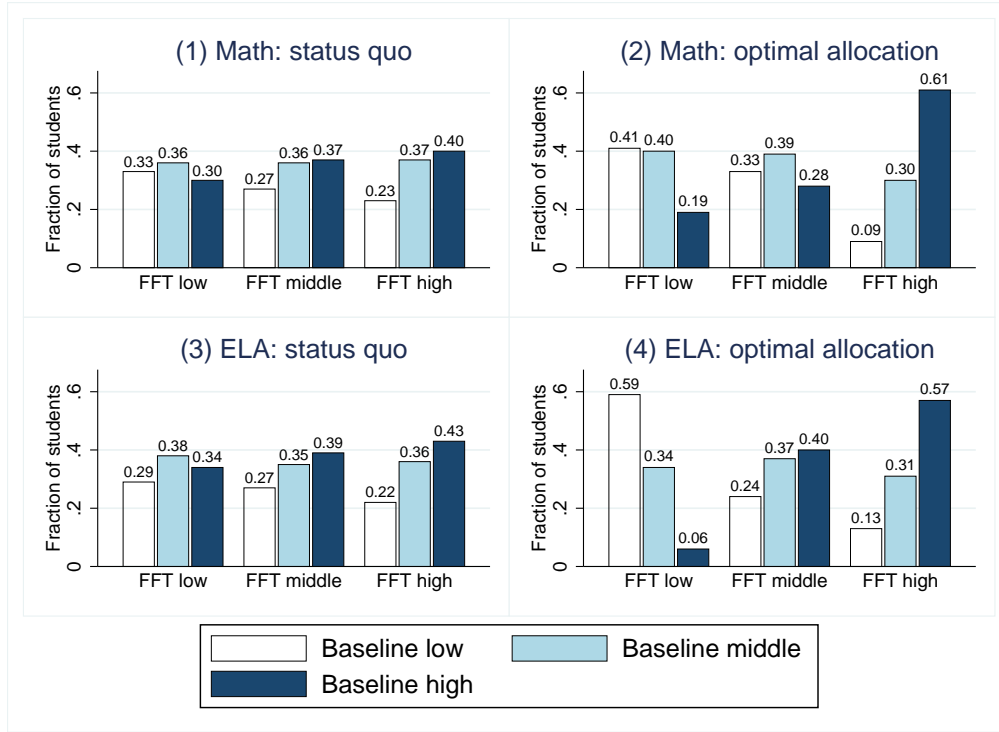 (1) Math: status quo
Fraction of students
0 .2 .4 .6
0.33 0.36 0.30 0.27 0.36 0.37 0.23 0.37 0.40
FFT low FFT middle FFT high
(2) Math: optimal allocation
Fraction of students
0 .2 .4 .6
0.41 0.40 0.19 0.33 0.39 0.28 0.09 0.30 0.61
FFT low FFT middle FFT high
(3) ELA: status quo
Fraction of students
0 .2 .4 .6
0.29 0.38 0.34 0.27 0.35 0.39 0.22 0.36 0.43
FFT low FFT middle FFT high
(4) ELA: optimal allocation
Fraction of students
0 .2 .4 .6
0.59 0.34 0.06 0.24 0.37 0.40 0.13 0.31 0.57
FFT low FFT middle FFT high
Baseline low Baseline middle
Baseline high